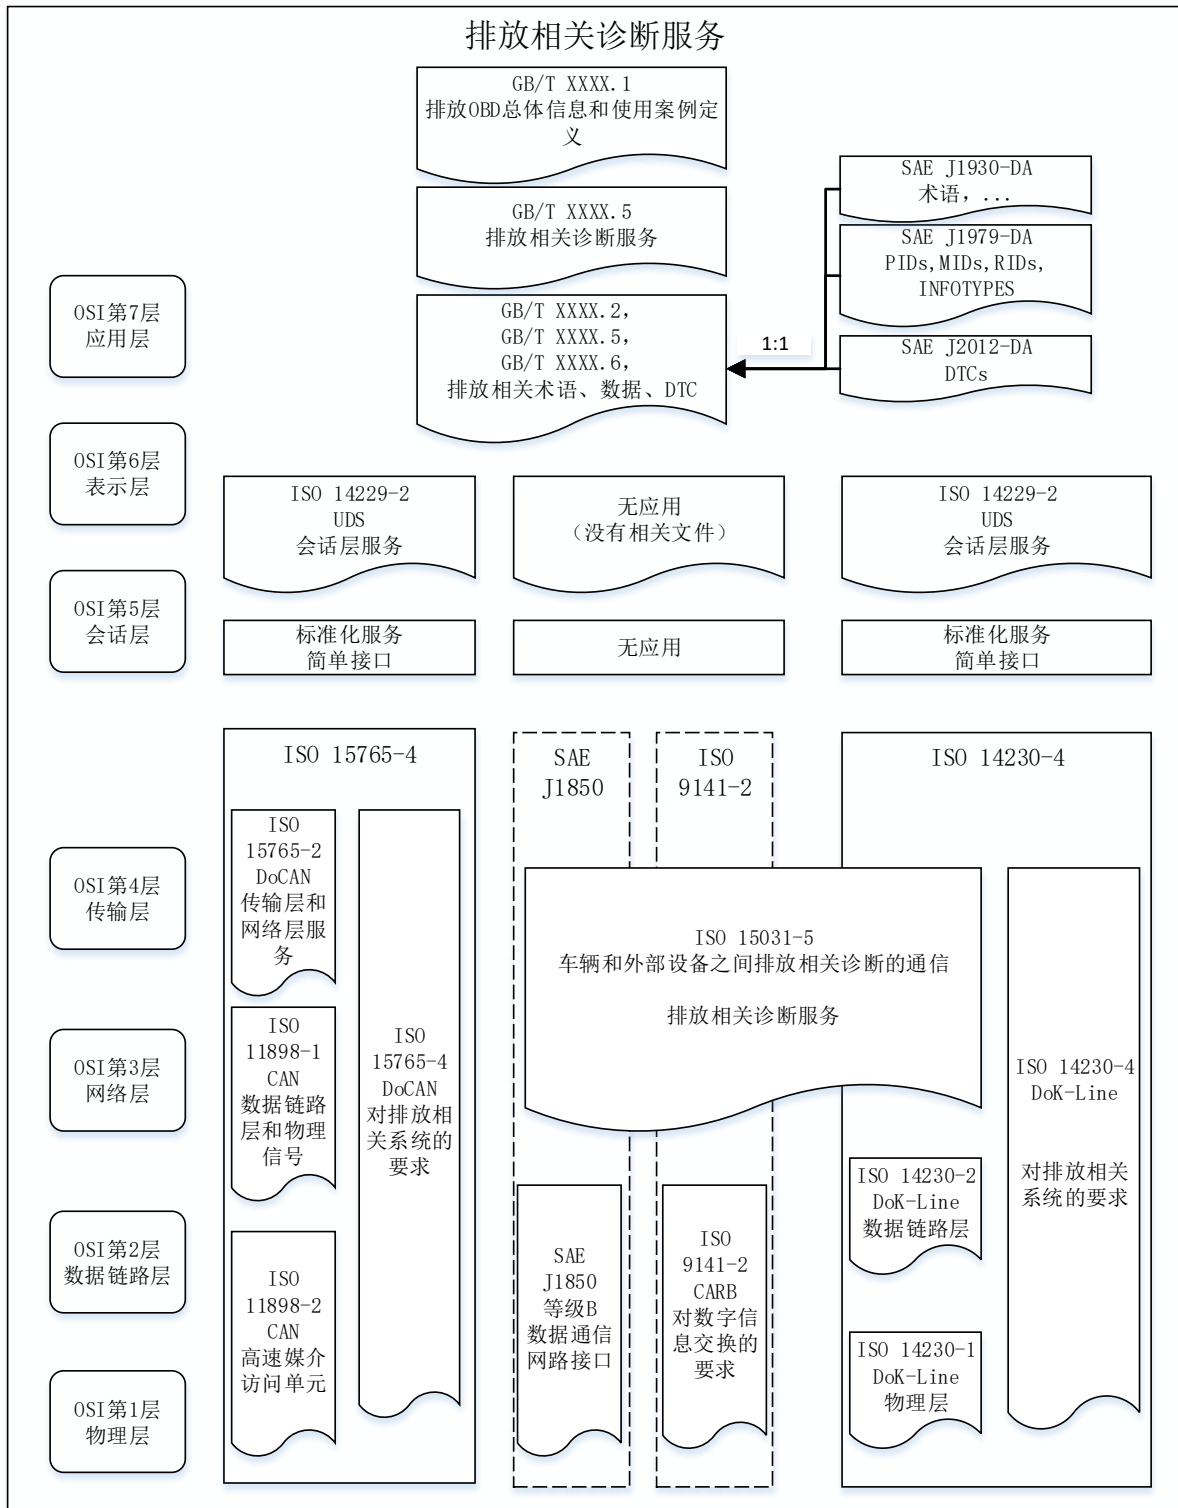 排放相关诊断服务
GB/T XXXX.1
排放OBD总体信息和使用案例定
义
GB/T XXXX.5
排放相关诊断服务
GB/T XXXX.2,
GB/T XXXX.5,
GB/T XXXX.6,
排放相关术语、数据、DTC
1:1
SAE J1930-DA
术语,...
SAE J1979-DA
PIDs,MIDs,RIDs,
INFOTYPES
SAE J2012-DA
DTCs
OSI第7层
应用层
OSI第6层
表示层
OSI第5层
会话层
ISO 14229-2
UDS
会话层服务
无应用
(没有相关文件)
ISO 14229-2
UDS
会话层服务
标准化服务
简单接口
无应用
标准化服务
简单接口
OSI第4层
传输层
OSI第3层
网络层
OSI第2层
数据链路层
OSI第1层
物理层
ISO 15765-4
ISO
15765-2
DoCAN
传输层和
网络层服
务
ISO
11898-1
CAN
数据链路
层和物理
信号
ISO
11898-2
CAN
高速媒介
访问单元
ISO
15765-4
DoCAN
对排放相
关系统的
要求
SAE
J1850
ISO
9141-2
ISO 15031-5
车辆和外部设备之间排放相关诊断的通信
排放相关诊断服务
SAE
J1850
等级B
数据通信
网路接口
ISO
9141-2
CARB
对数字信
息交换的
要求
ISO 14230-4
ISO 14230-2
DoK-Line
数据链路层
ISO 14230-1
DoK-Line
物理层
ISO 14230-4
DoK-Line
对排放相关
系统的要求